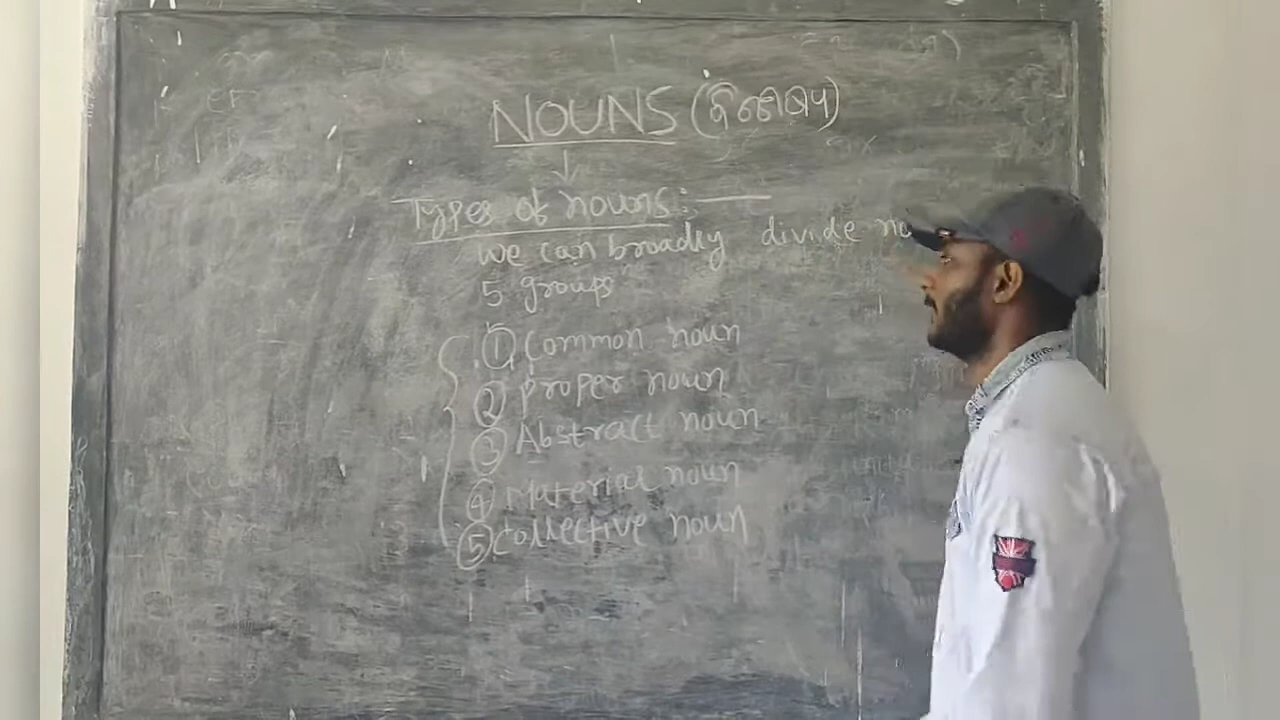 NOUNS
Types of nouns:—
we can broadly divide no
5 groups
① Common noun
② Proper noun
③ Abstract noun
④ Material noun
⑤ Collective noun